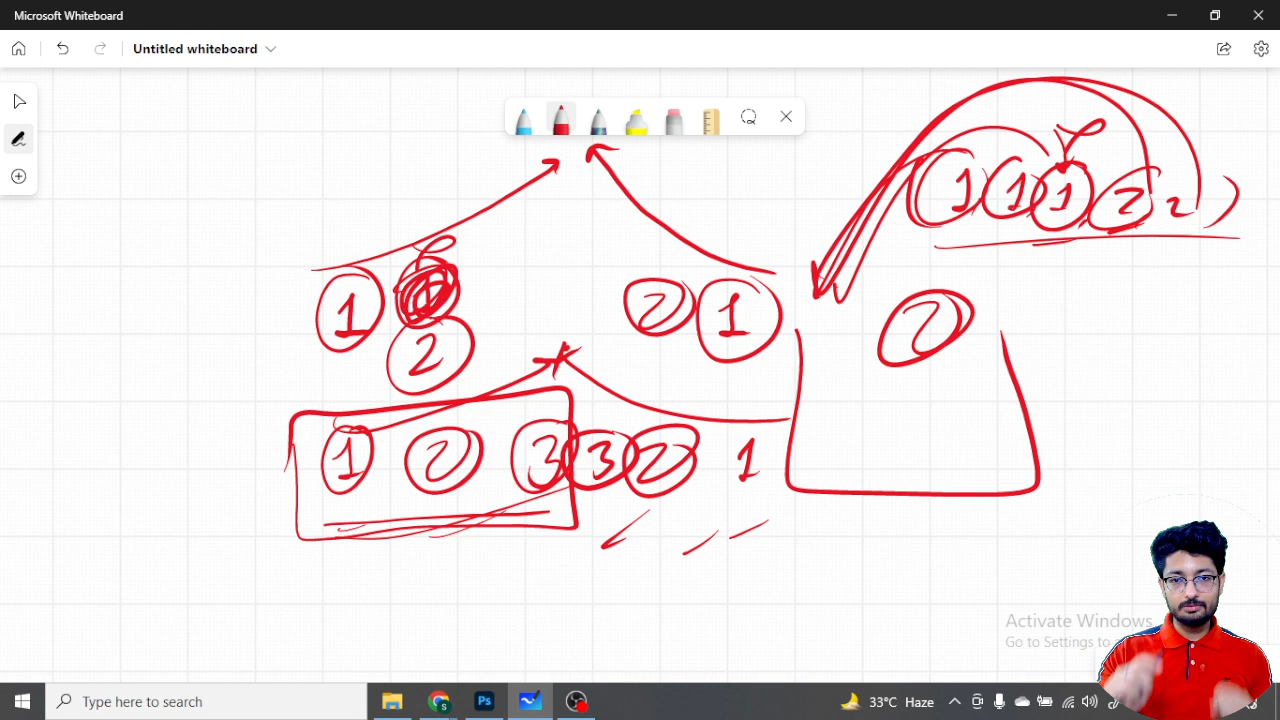 Microsoft Whiteboard
Untitled whiteboard
1 1 1 2 2
1 2 1
2
2
1 2 3 3 2 1
Activate Windows
Go to Settings to
Type here to search
Ps
33°C Haze